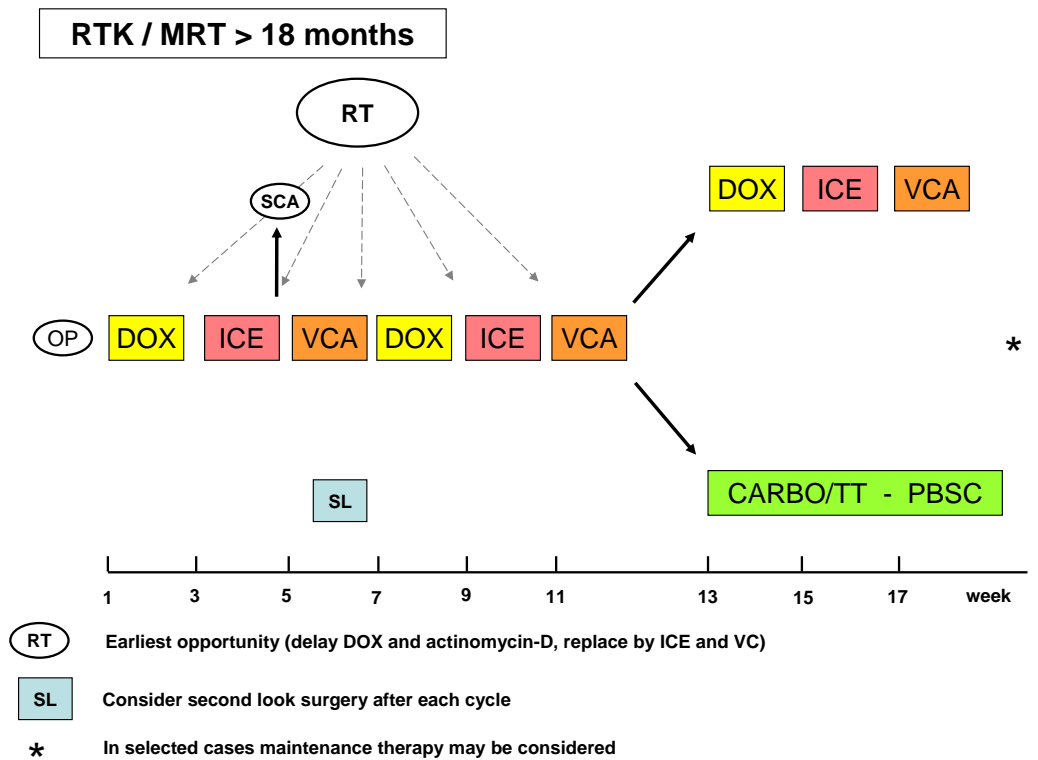 RTK / MRT > 18 months
RT
SCA
DOX ICE VCA
OP DOX ICE VCA DOX ICE VCA
*
CARBO/TT - PBSC
SL
1 3 5 7 9 11 13 15 17 week
RT Earliest opportunity (delay DOX and actinomycin-D, replace by ICE and VC)
SL Consider second look surgery after each cycle
* In selected cases maintenance therapy may be considered